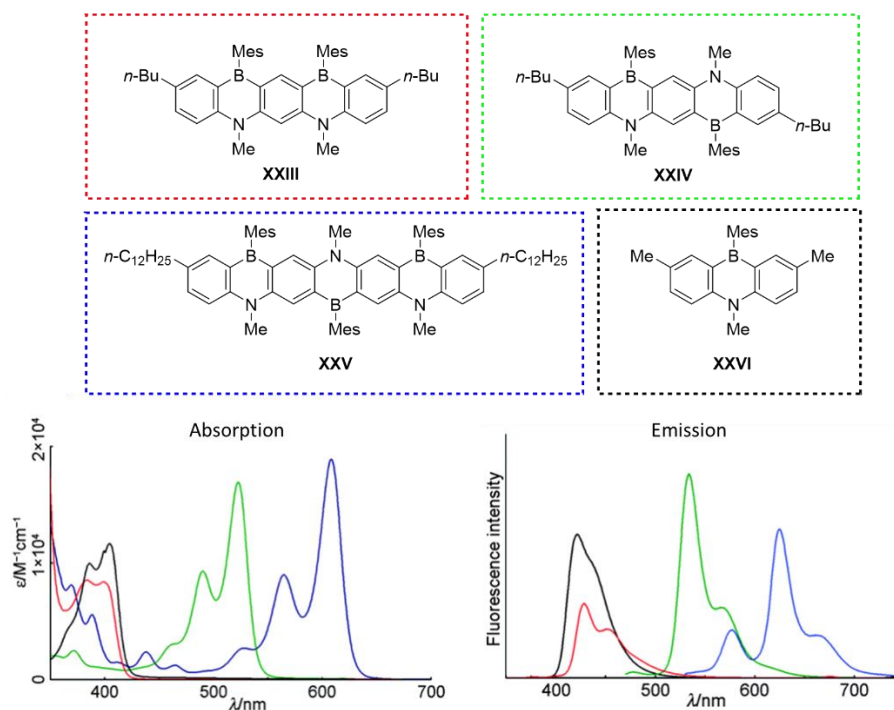 Mes Mes
n-Bu B B n-Bu
N N
Me Me
XXIII
Mes Me
n-Bu B N
N B n-Bu
Me Mes
XXIV
Mes Me Mes
n-C12H25 B N B n-C12H25
N B N
Me Mes Me
XXV
Mes
Me B Me
N
Me
XXVI
Absorption
2×10⁴
1×10⁴
0
ε/M⁻¹cm⁻¹
400 500 600 700
λ/nm
Emission
Fluorescence intensity
400 500 600 700
λ/nm